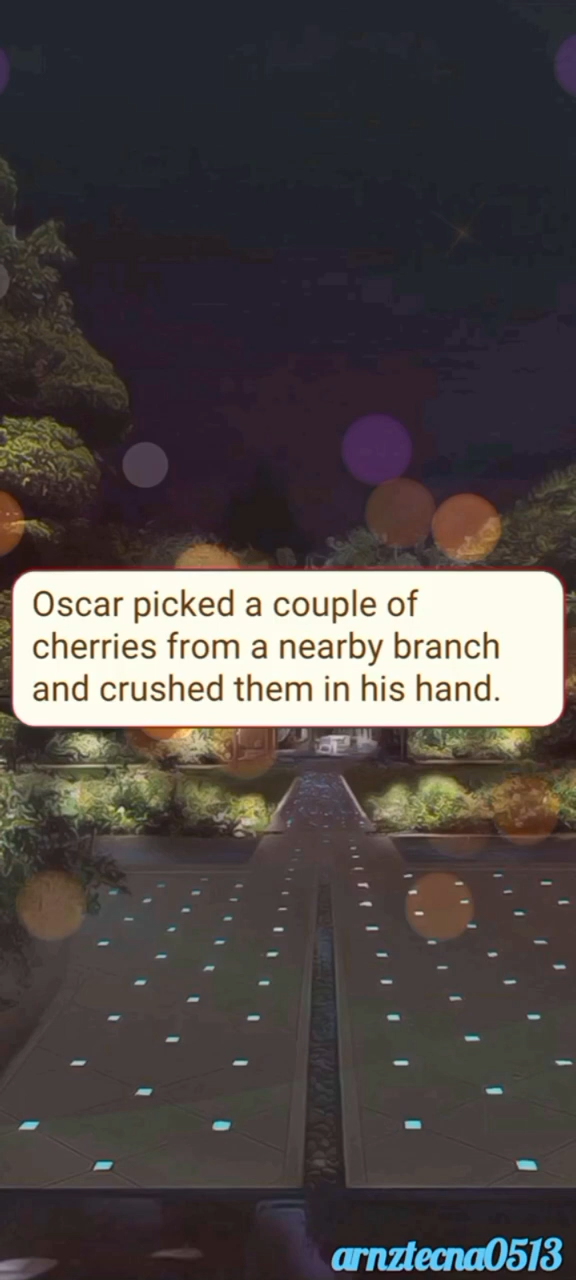 Oscar picked a couple of
cherries from a nearby branch
and crushed them in his hand.
arnztecna0513